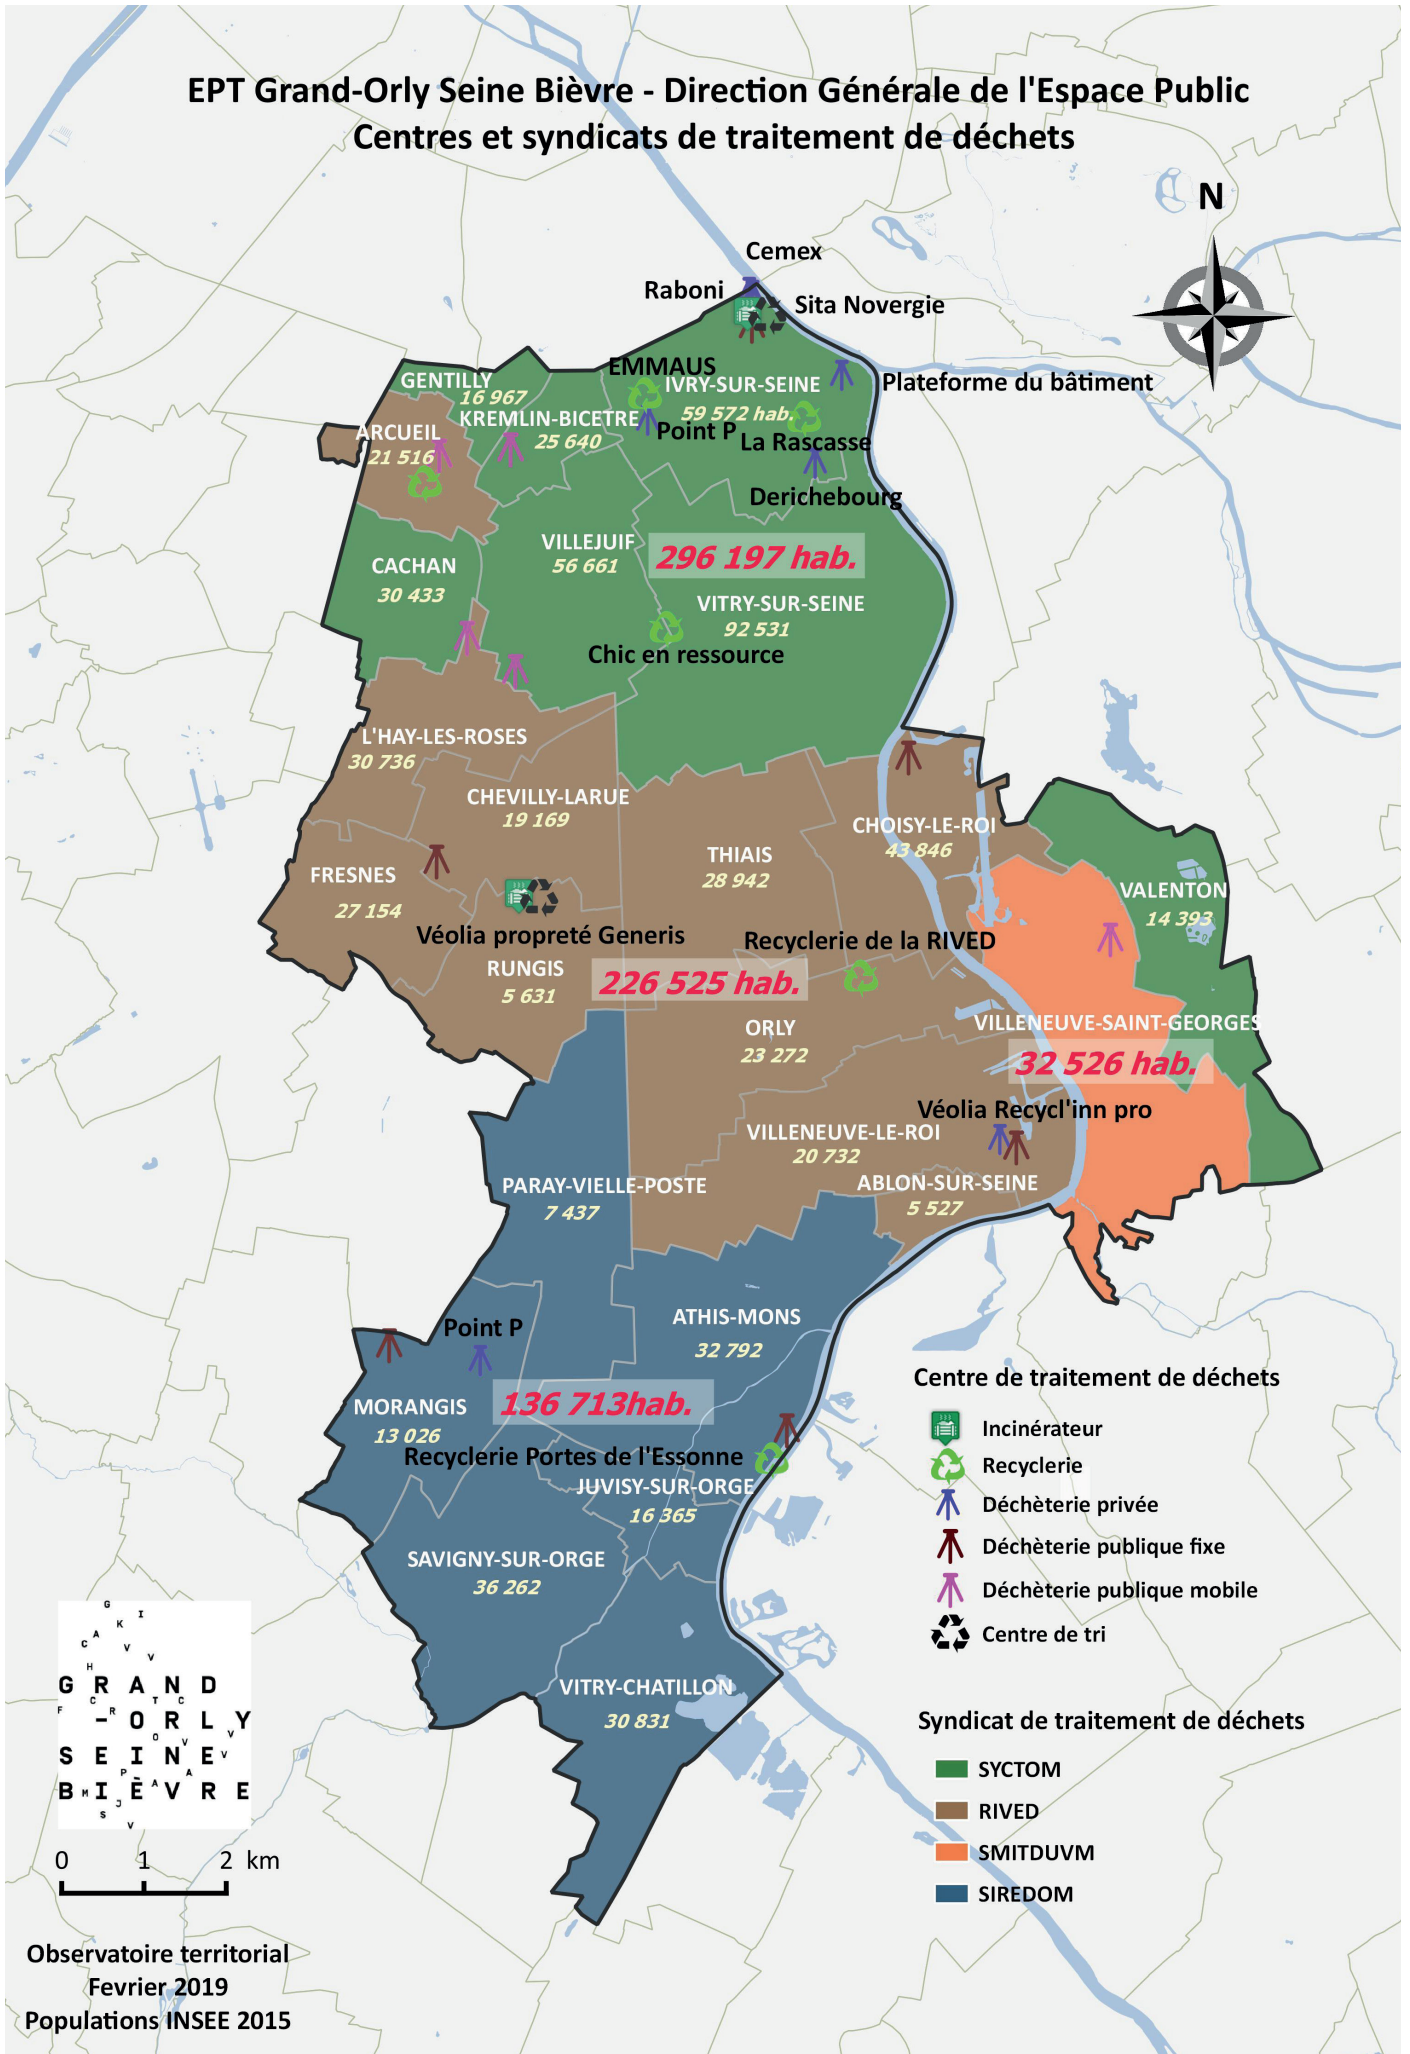 EPT Grand-Orly Seine Bièvre - Direction Générale de l'Espace Public
Centres et syndicats de traitement de déchets
N
Cemex
Raboni
Sita Novergie
EMMAUS
GENTILLY
16 967
IVRY-SUR-SEINE
59 572 hab.
Plateforme du bâtiment
KREMLIN-BICETRE
25 640
ARCUEIL
21 516
Point P
La Rascasse
Derichebourg
VILLEJUIF
56 661
296 197 hab.
CACHAN
30 433
VITRY-SUR-SEINE
92 531
Chic en ressource
L'HAY-LES-ROSES
30 736
CHEVILLY-LARUE
19 169
CHOISY-LE-ROI
43 846
THIAIS
28 942
FRESNES
27 154
VALENTON
14 393
Véolia propreté Generis
Recyclerie de la RIVED
RUNGIS
5 631
226 525 hab.
ORLY
23 272
VILLENEUVE-SAINT-GEORGES
32 526 hab.
Véolia Recycl'inn pro
VILLENEUVE-LE-ROI
20 732
PARAY-VIELLE-POSTE
7 437
ABLON-SUR-SEINE
5 527
ATHIS-MONS
32 792
Point P
136 713hab.
MORANGIS
13 026
Recyclerie Portes de l'Essonne
JUVISY-SUR-ORGE
16 365
SAVIGNY-SUR-ORGE
36 262
VITRY-CHATILLON
30 831
Centre de traitement de déchets
Incinérateur
Recyclerie
Déchèterie privée
Déchèterie publique fixe
Déchèterie publique mobile
Centre de tri
Syndicat de traitement de déchets
SYCTOM
RIVED
SMITDUVM
SIREDOM
GRAND
-ORLY
SEINE
BIÈVRE
0 1 2 km
Observatoire territorial
Fevrier 2019
Populations INSEE 2015